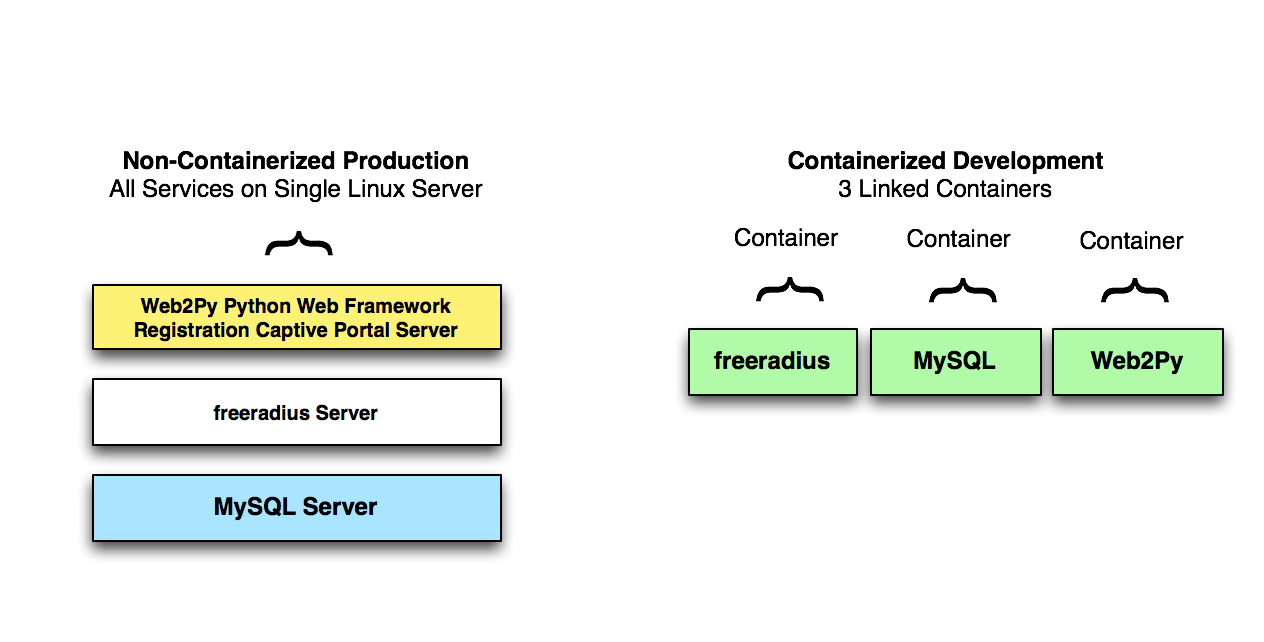 Non-Containerized Production
All Services on Single Linux Server
Web2Py Python Web Framework
Registration Captive Portal Server
freeradius Server
MySQL Server
Containerized Development
3 Linked Containers
Container
Container
Container
freeradius
MySQL
Web2Py